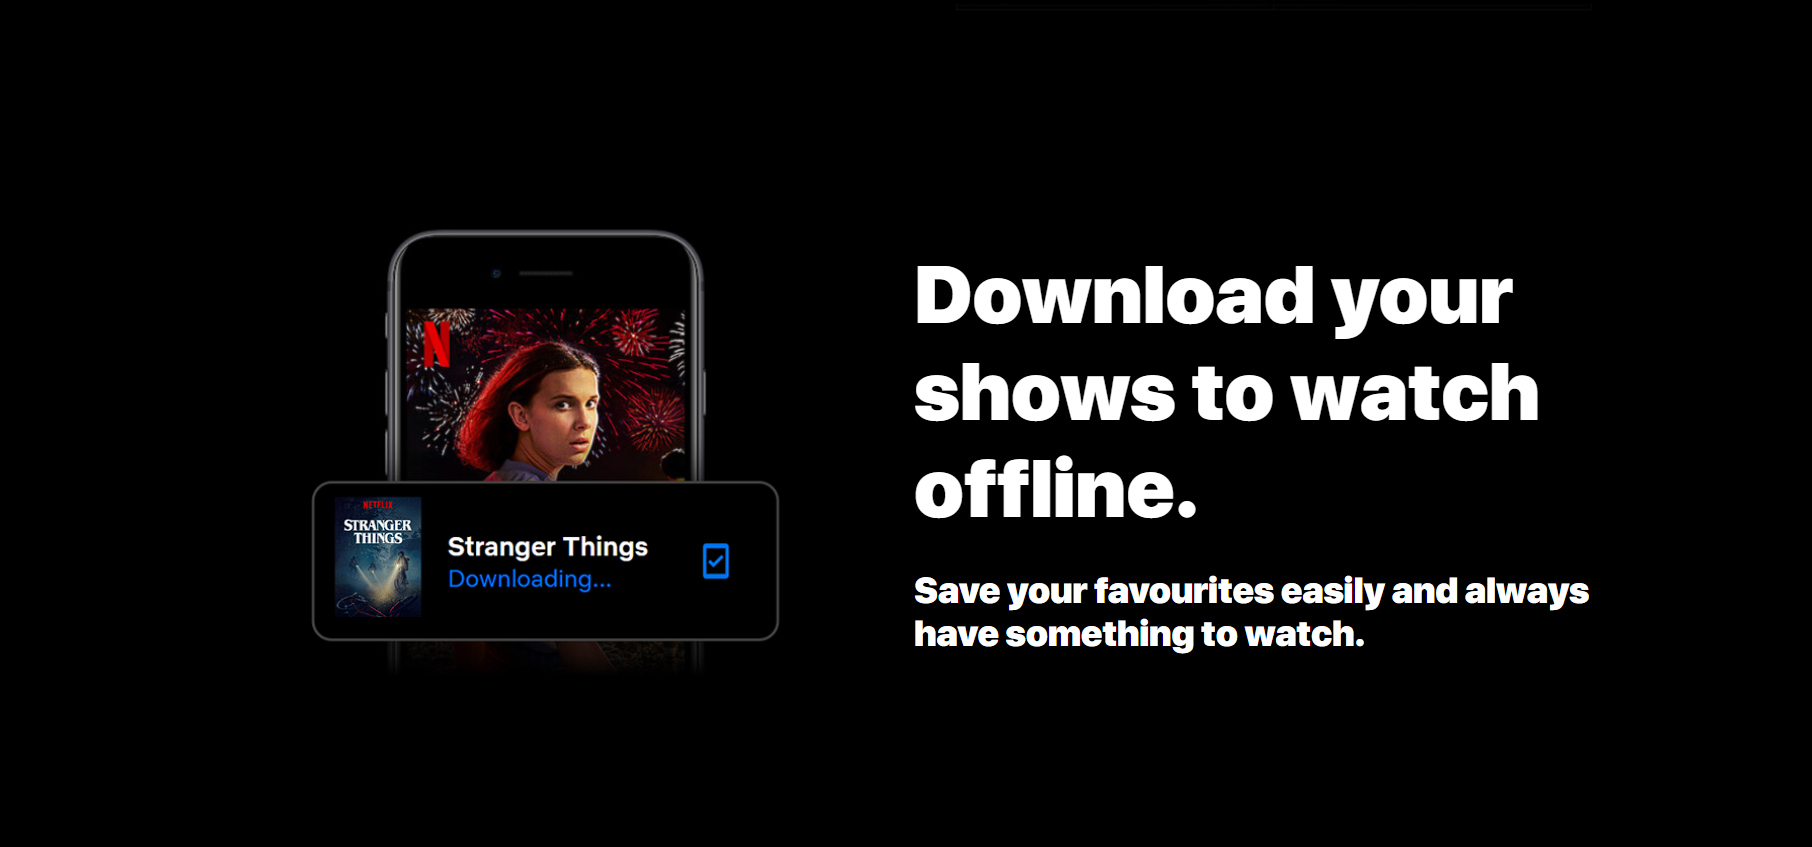 N
NETFLIX
STRANGER
THINGS
Stranger Things
Downloading...
Download your
shows to watch
offline.
Save your favourites easily and always
have something to watch.